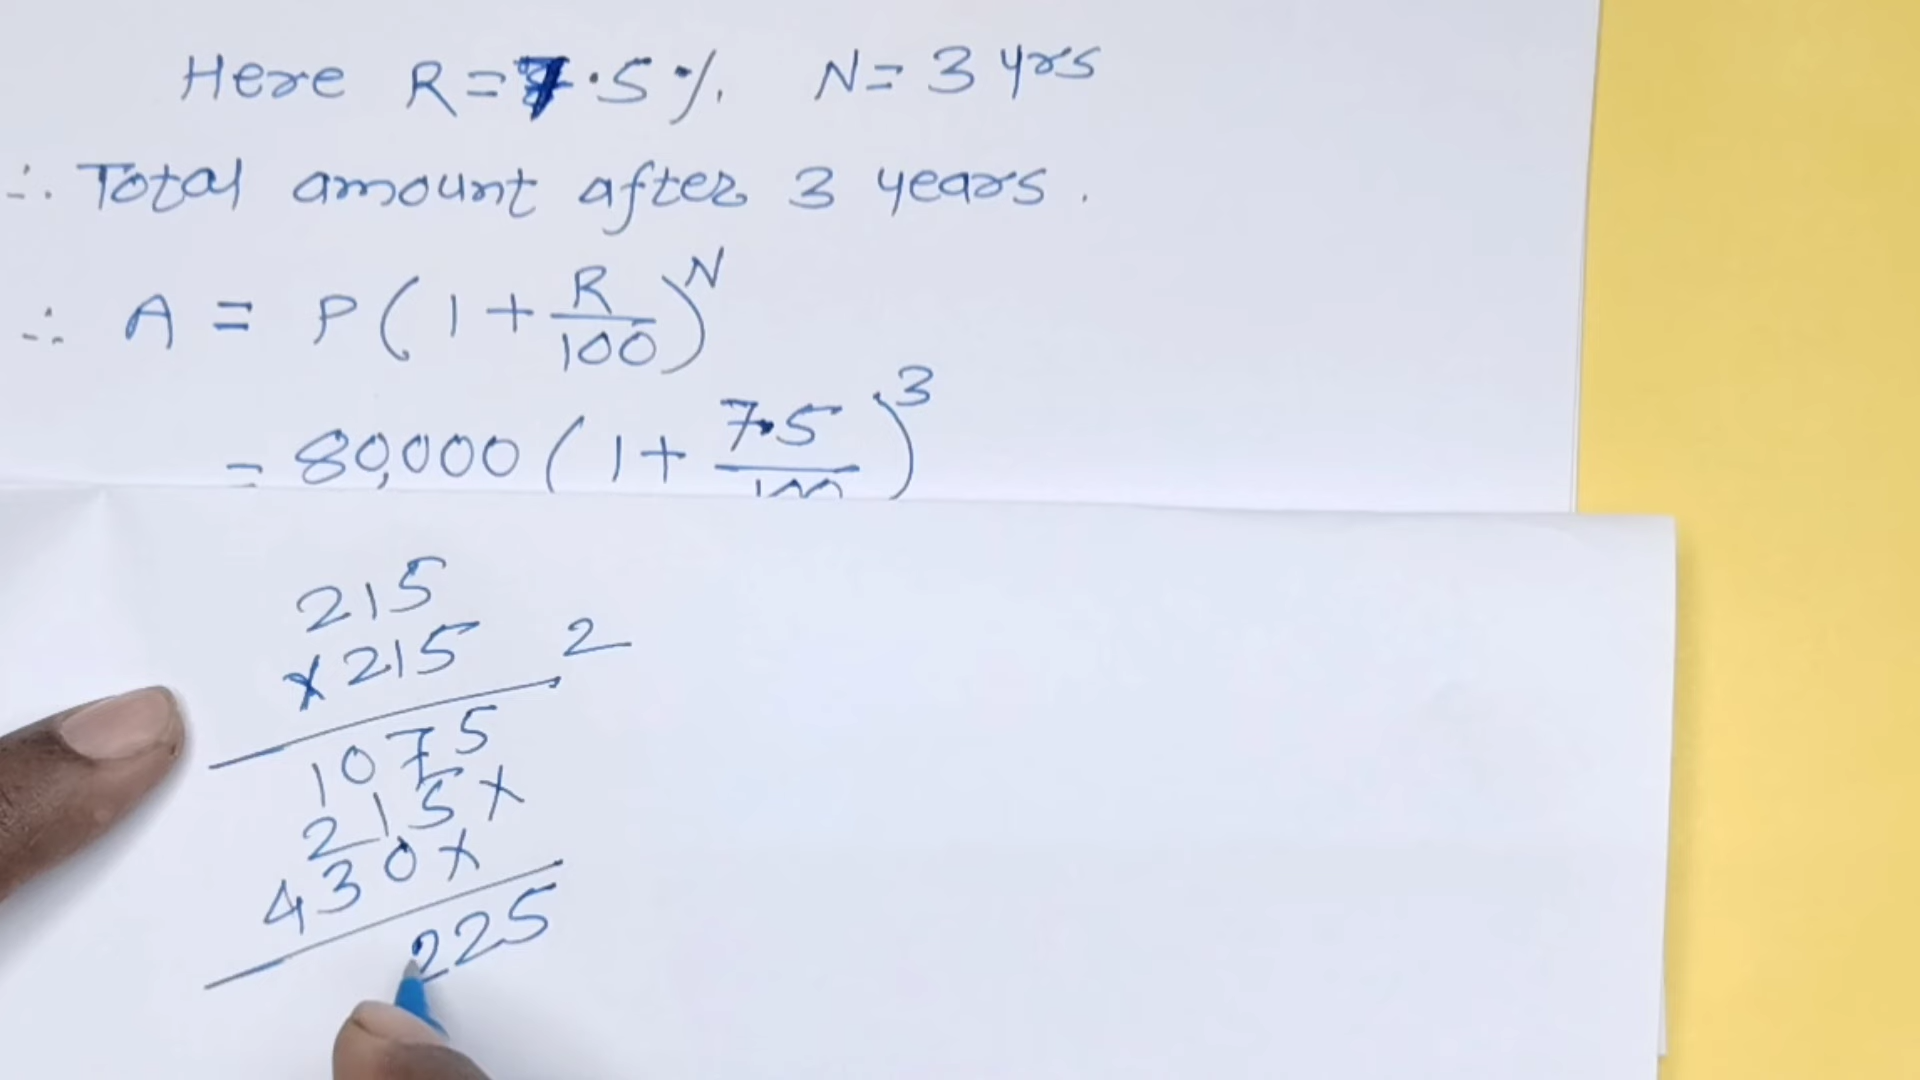 Here R=7.5%. N=3 yrs
∴ Total amount after 3 years.
∴ A = P(1+R/100)^N
= 80,000(1+7.5/100)^3
215
×215 2
1075
215×
430×
225